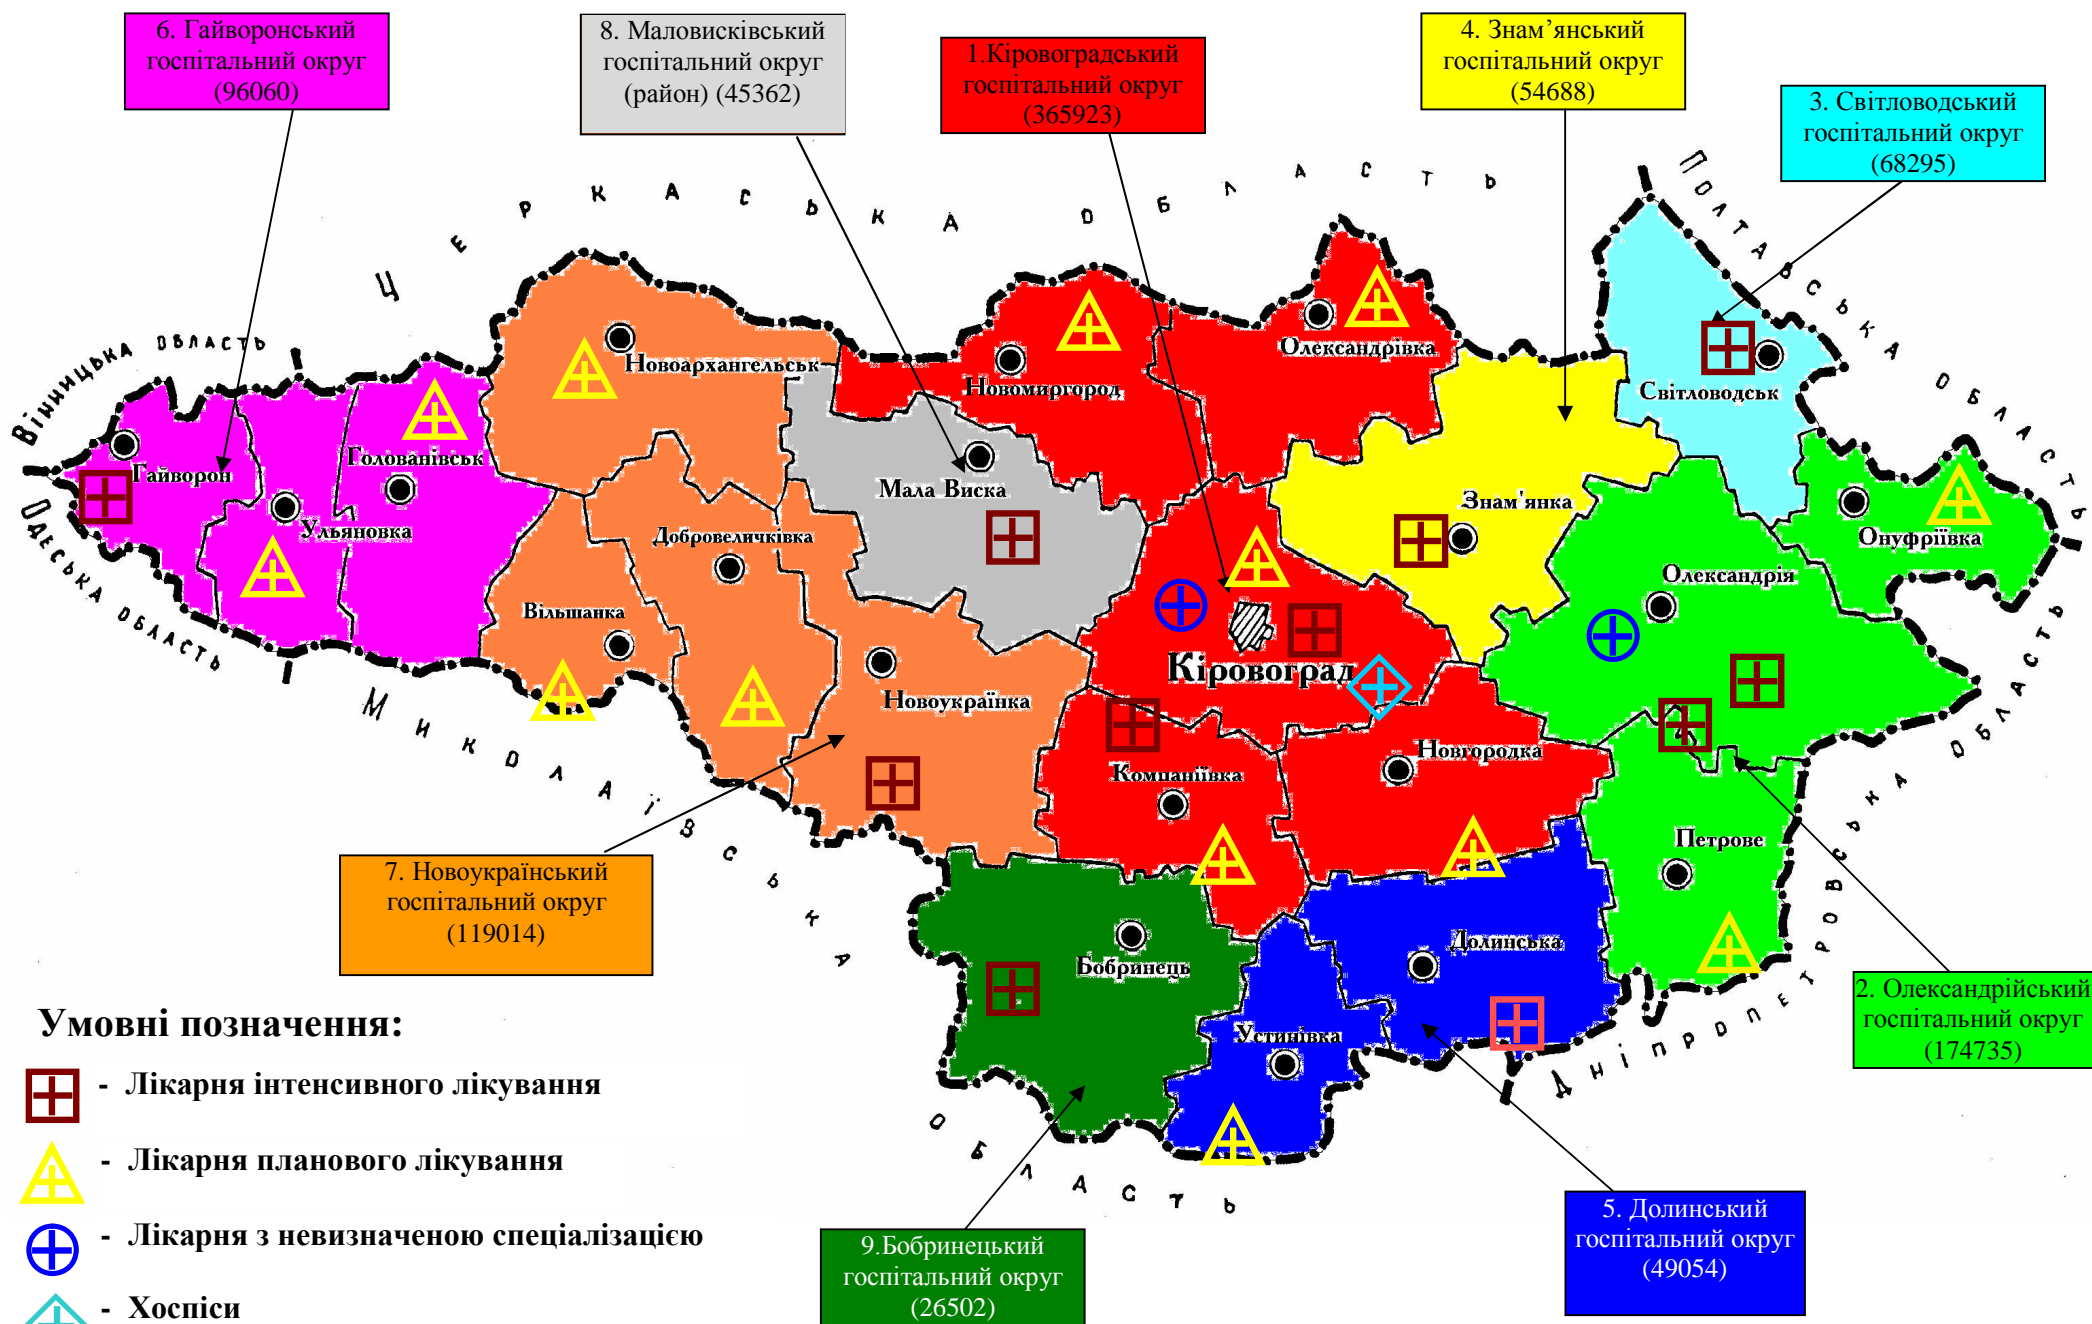 6. Гайворонський
госпітальний округ
(96060)
8. Маловисківський
госпітальний округ
(район) (45362)
1.Кіровоградський
госпітальний округ
(365923)
4. Знам’янський
госпітальний округ
(54688)
3. Світловодський
госпітальний округ
(68295)
ЧЕРКАСЬКА ОБЛАСТЬ
ПОЛТАВСЬКА ОБЛАСТЬ
ВІННИЦЬКА ОБЛАСТЬ
ОДЕСЬКА ОБЛАСТЬ
МИКОЛАЇВСЬКА ОБЛАСТЬ
ДНІПРОПЕТРОВСЬКА ОБЛАСТЬ
Новоархангельськ
Новомиргород
Олександрівка
Світловодськ
Гайворон
Голованівськ
Ульяновка
Мала Виска
Знам'янка
Онуфріївка
Добровеличківка
Олександрія
Вільшанка
Новоукраїнка
Кіровоград
Компаніївка
Новгородка
Петрове
Бобринець
Долинська
Устинівка
7. Новоукраїнський
госпітальний округ
(119014)
2. Олександрійський
госпітальний округ
(174735)
9.Бобринецький
госпітальний округ
(26502)
5. Долинський
госпітальний округ
(49054)
Умовні позначення:
- Лікарня інтенсивного лікування
- Лікарня планового лікування
- Лікарня з невизначеною спеціалізацією
- Хоспіси